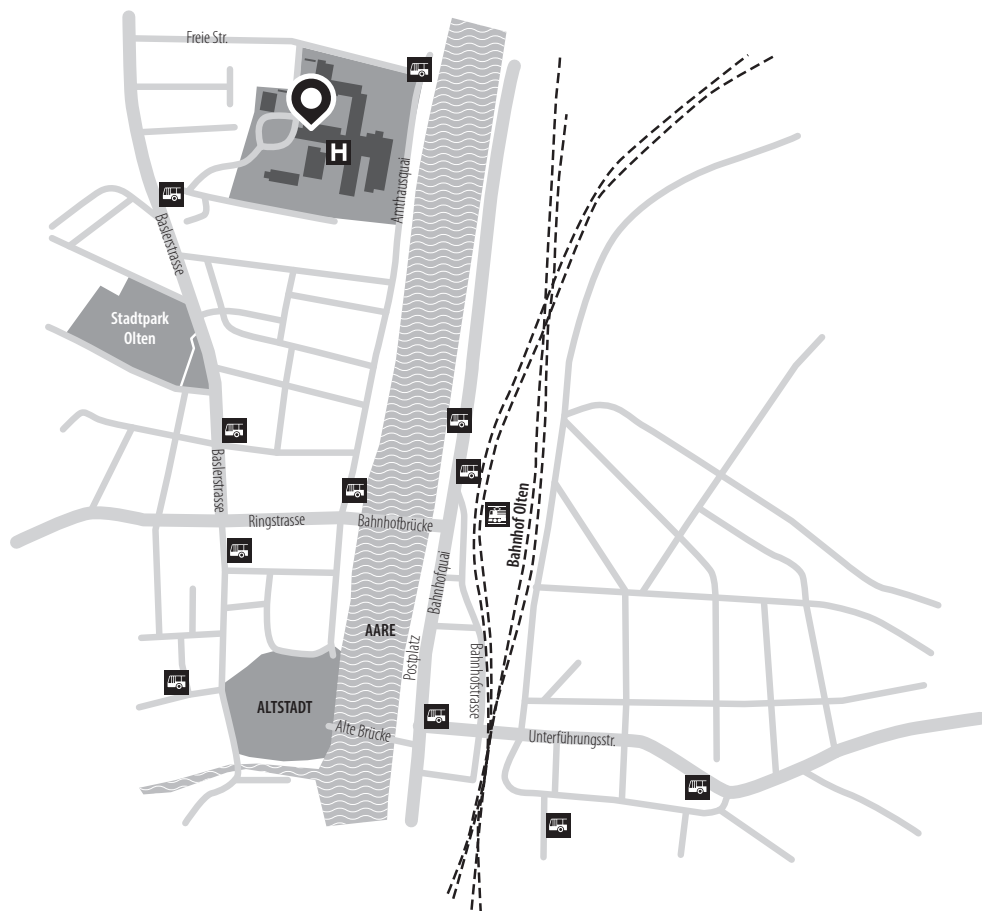 Freie Str.
H
Amthausquai
Baslerstrasse
Stadtpark
Olten
Baslerstrasse
Ringstrasse
Bahnhofbrücke
Bahnhof Olten
Bahnhofquai
AARE
Postplatz
Bahnhofstrasse
ALTSTADT
Alte Brücke
Unterführungsstr.